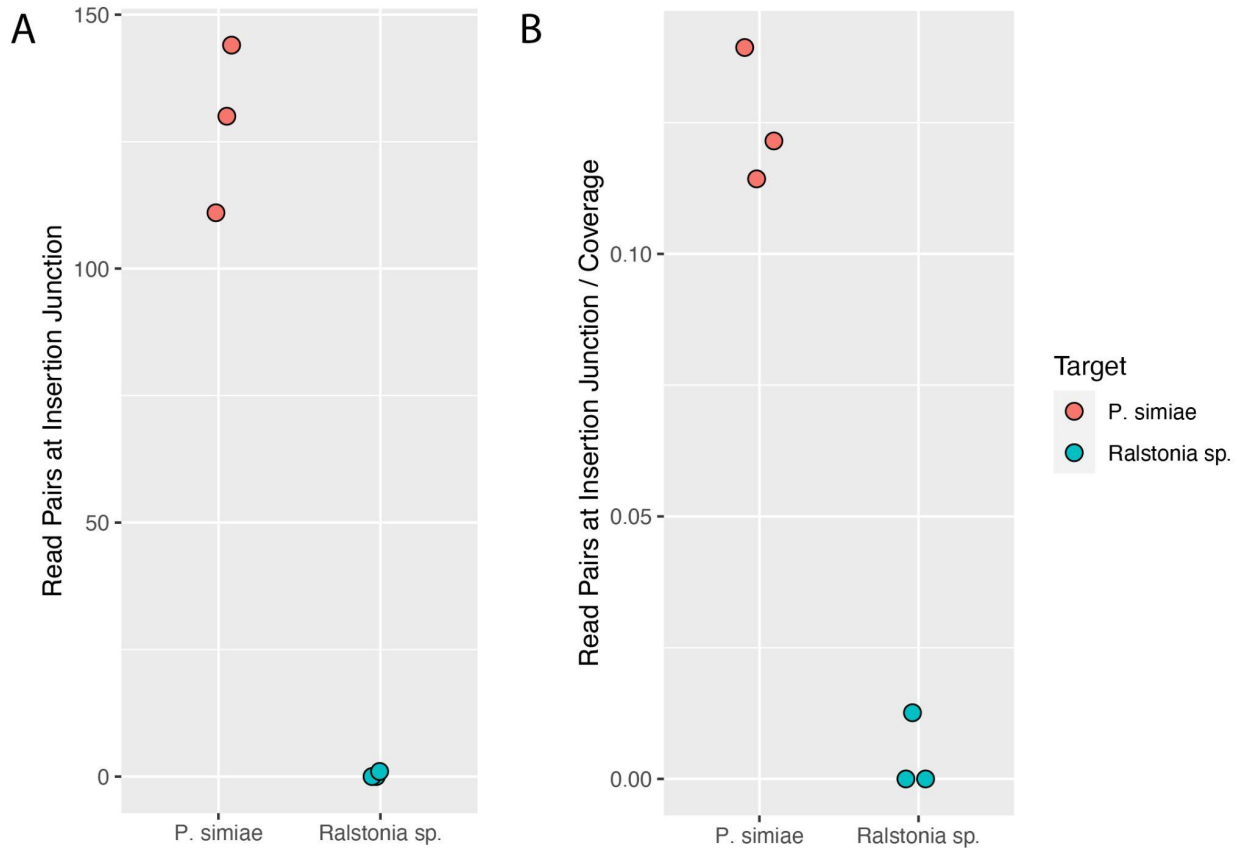 A
Read Pairs at Insertion Junction
150
100
50
0
P. simiae
Ralstonia sp.
B
Read Pairs at Insertion Junction / Coverage
0.10
0.05
0.00
P. simiae
Ralstonia sp.
Target
P. simiae
Ralstonia sp.